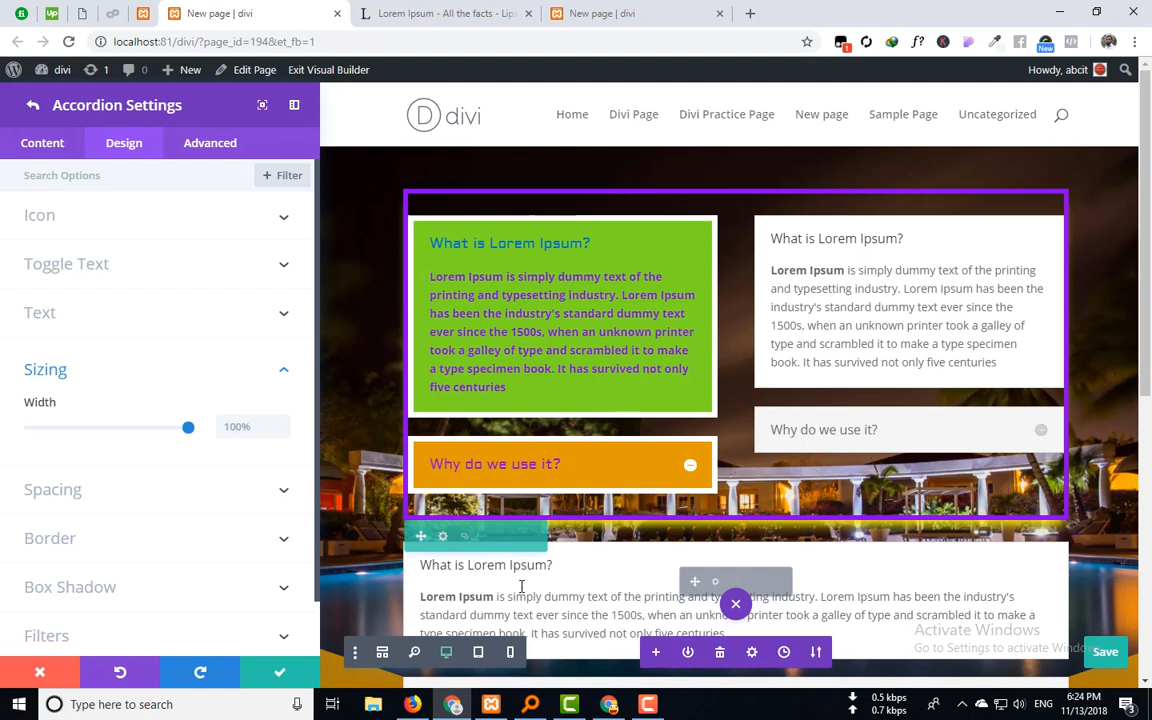 New page | divi
Lorem Ipsum - All the facts - Lips
New page | divi
localhost:81/divi/?page_id=194&et_fb=1
1
New
divi
1
New
Edit Page
Exit Visual Builder
Howdy, abcit
Accordion Settings
Content
Design
Advanced
Search Options
+ Filter
Icon
Toggle Text
Text
Sizing
Width
100%
Spacing
Border
Box Shadow
Filters
D divi
Home
Divi Page
Divi Practice Page
New page
Sample Page
Uncategorized
What is Lorem Ipsum?
Lorem Ipsum is simply dummy text of the
printing and typesetting industry. Lorem Ipsum
has been the industry's standard dummy text
ever since the 1500s, when an unknown printer
took a galley of type and scrambled it to make
a type specimen book. It has survived not only
five centuries
Why do we use it?
What is Lorem Ipsum?
Lorem Ipsum is simply dummy text of the printing
and typesetting industry. Lorem Ipsum has been the
industry's standard dummy text ever since the
1500s, when an unknown printer took a galley of
type and scrambled it to make a type specimen
book. It has survived not only five centuries
Why do we use it?
What is Lorem Ipsum?
Lorem Ipsum is simply dummy text of the printing and typesetting industry. Lorem Ipsum has been the industry's
standard dummy text ever since the 1500s, when an unknown printer took a galley of type and scrambled it to make a
type specimen book. It has survived not only five centuries
Activate Windows
Go to Settings to activate Windows
Save
Type here to search
0.5 kbps
0.7 kbps
ENG
6:24 PM
11/13/2018
3